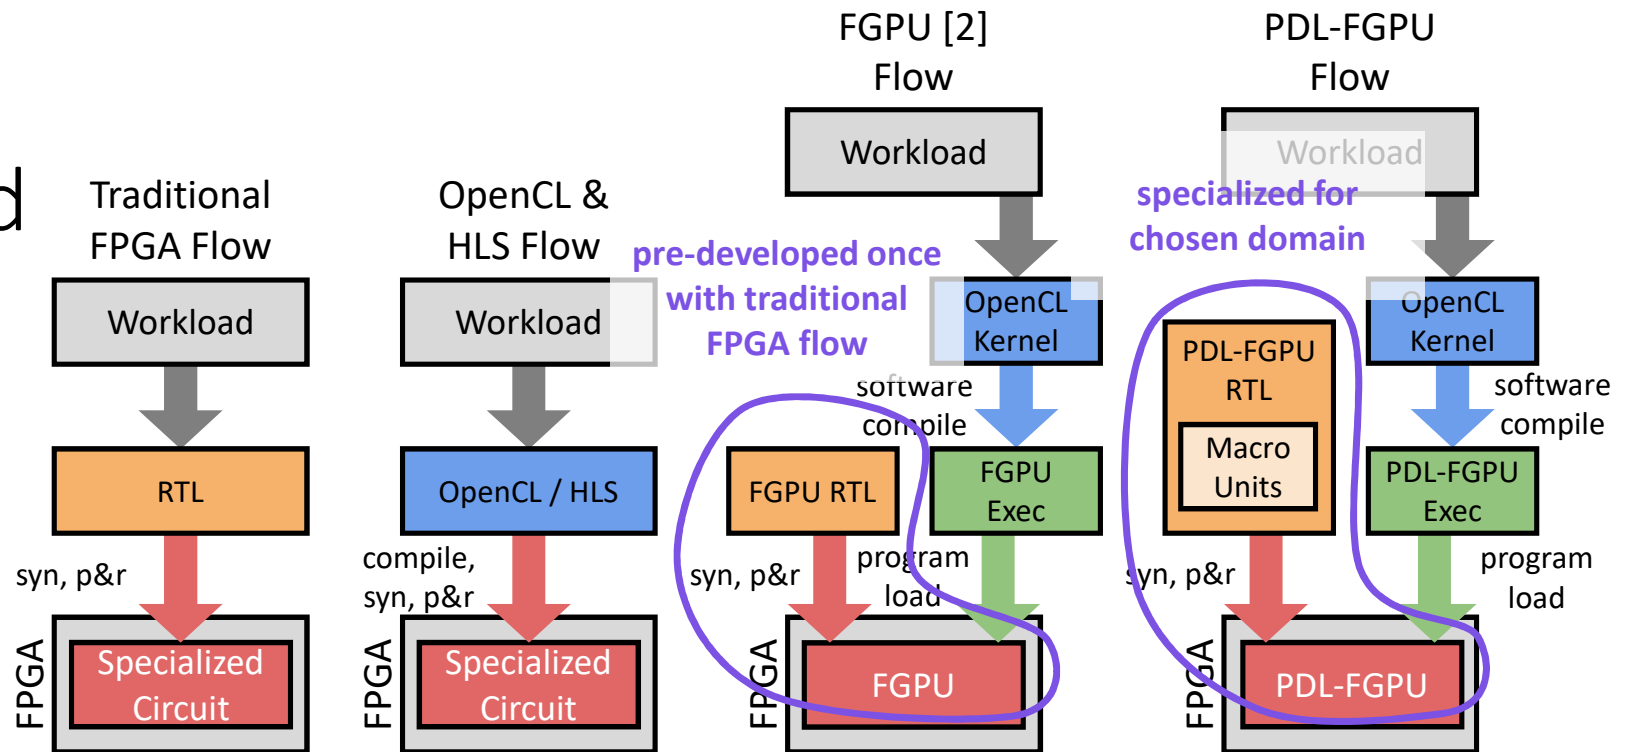 d
Traditional
FPGA Flow
Workload
RTL
syn, p&r
FPGA
Specialized
Circuit
OpenCL &
HLS Flow
Workload
OpenCL / HLS
compile,
syn, p&r
FPGA
Specialized
Circuit
FGPU [2]
Flow
Workload
pre-developed once
with traditional
FPGA flow
OpenCL
Kernel
software
compile
FGPU RTL
FGPU
Exec
syn, p&r
program
load
FPGA
FGPU
PDL-FGPU
Flow
Workload
specialized for
chosen domain
OpenCL
Kernel
PDL-FGPU
RTL
Macro
Units
software
compile
PDL-FGPU
Exec
syn, p&r
program
load
FPGA
PDL-FGPU